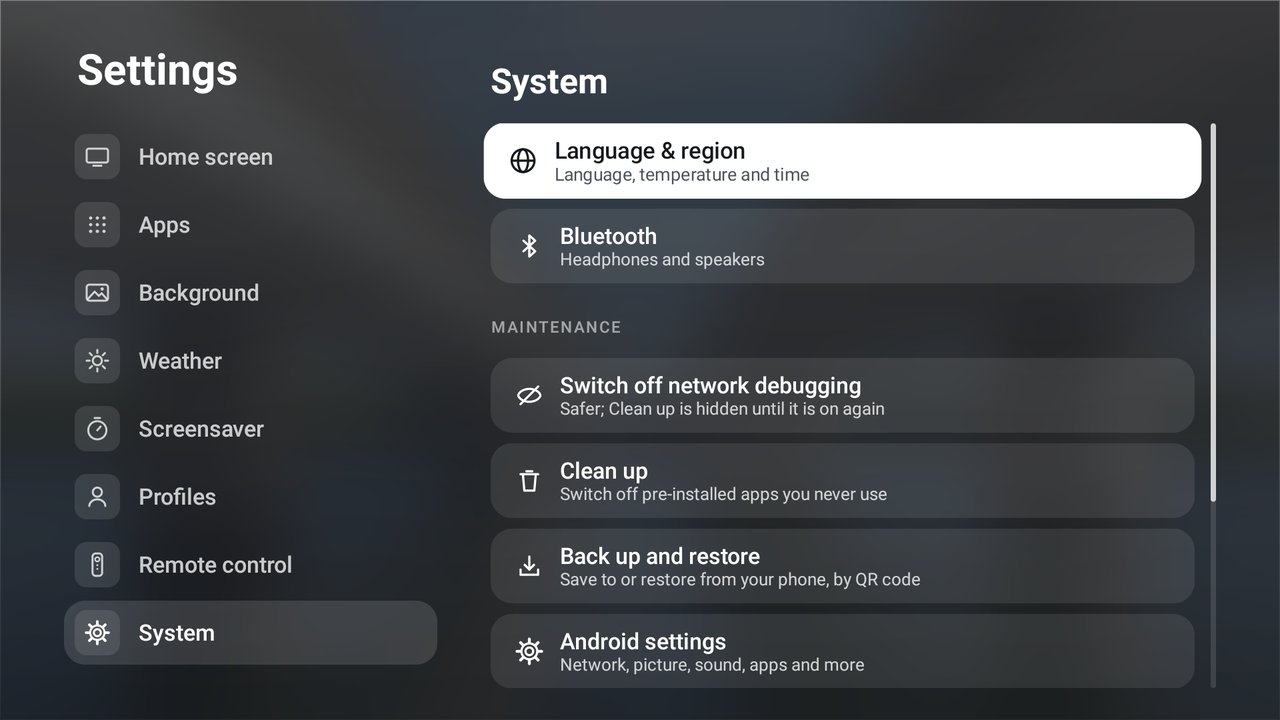 Settings
Home screen
Apps
Background
Weather
Screensaver
Profiles
Remote control
System
System
Language & region
Language, temperature and time
Bluetooth
Headphones and speakers
MAINTENANCE
Switch off network debugging
Safer; Clean up is hidden until it is on again
Clean up
Switch off pre-installed apps you never use
Back up and restore
Save to or restore from your phone, by QR code
Android settings
Network, picture, sound, apps and more